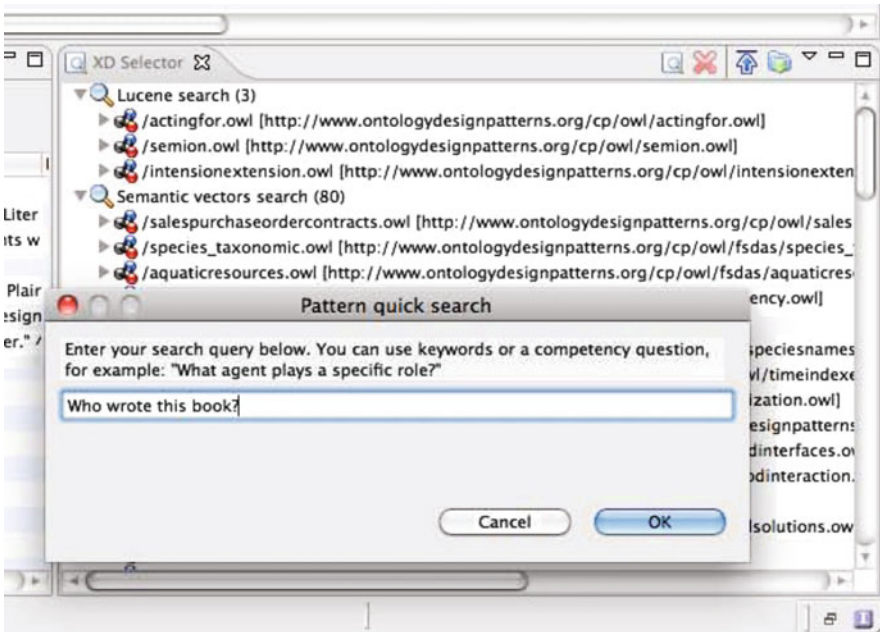 XD Selector
Lucene search (3)
/actingfor.owl [http://www.ontologydesignpatterns.org/cp/owl/actingfor.owl]
/semion.owl [http://www.ontologydesignpatterns.org/cp/owl/semion.owl]
/intensionextension.owl [http://www.ontologydesignpatterns.org/cp/owl/intensionexten
Semantic vectors search (80)
Liter
/salespurchaseordercontracts.owl [http://www.ontologydesignpatterns.org/cp/owl/sales
nts w
/species_taxonomic.owl [http://www.ontologydesignpatterns.org/cp/owl/fsdas/species_
/aquaticresources.owl [http://www.ontologydesignpatterns.org/cp/owl/fsdas/aquaticres
Plair
ency.owl]
Pattern quick search
esign
er." /
Enter your search query below. You can use keywords or a competency question,
for example: "What agent plays a specific role?"
speciesnames
vl/timeindexe
Who wrote this book?
ization.owl]
esignpatterns
dinterfaces.ov
odinteraction.
Cancel
OK
lsolutions.ow